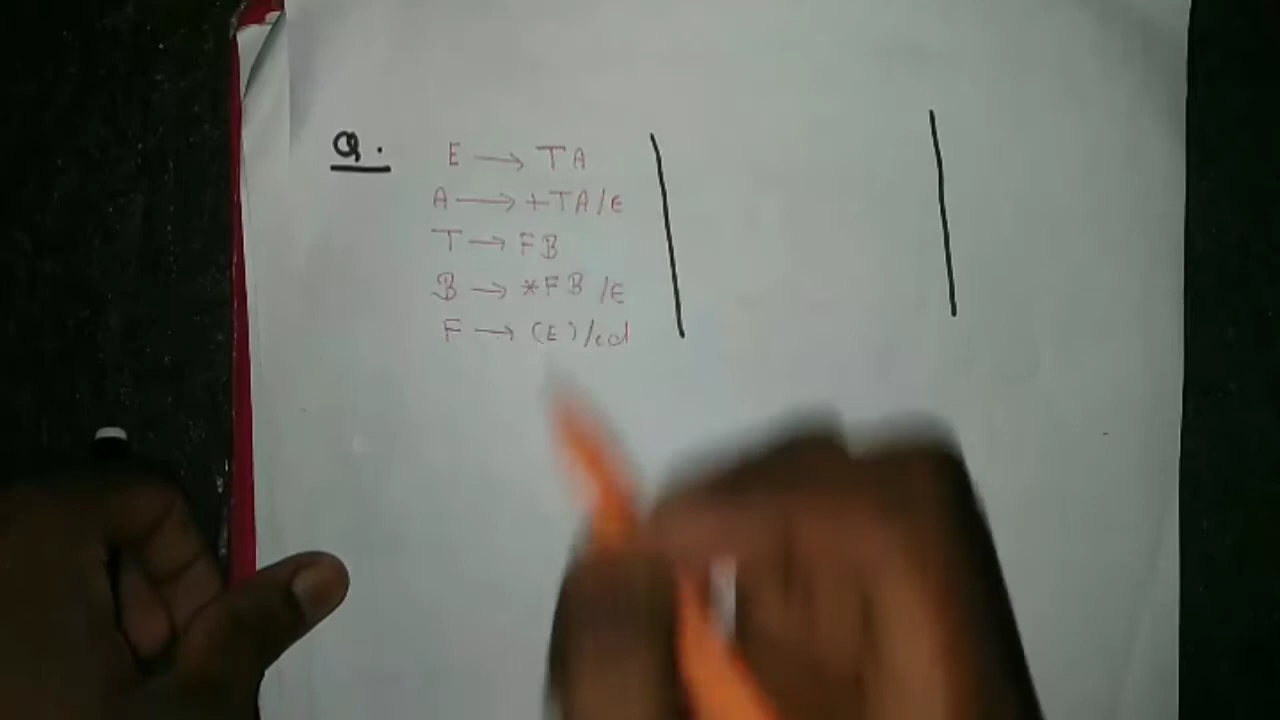 Q. E → TA
A → +TA/ε
T → FB
B → *FB/ε
F → (E)/id